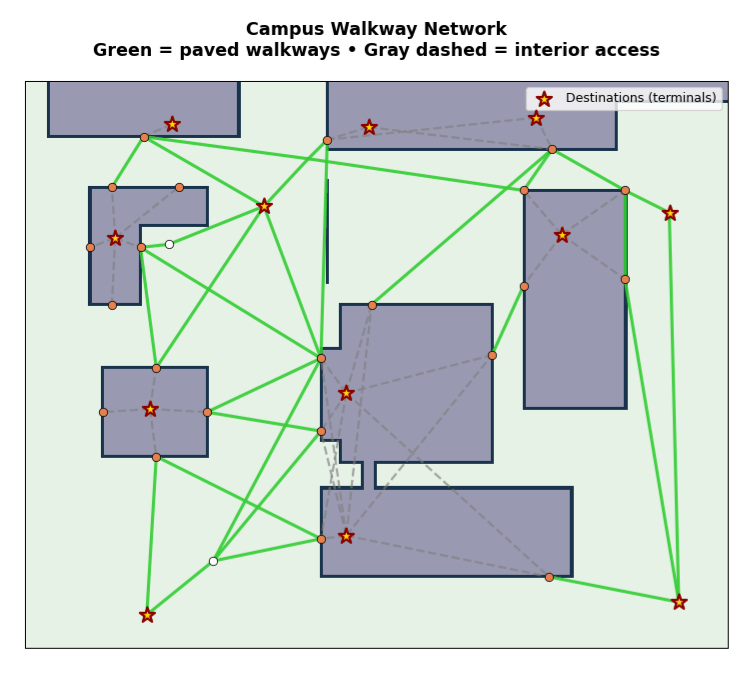 Campus Walkway Network
Green = paved walkways • Gray dashed = interior access
Destinations (terminals)